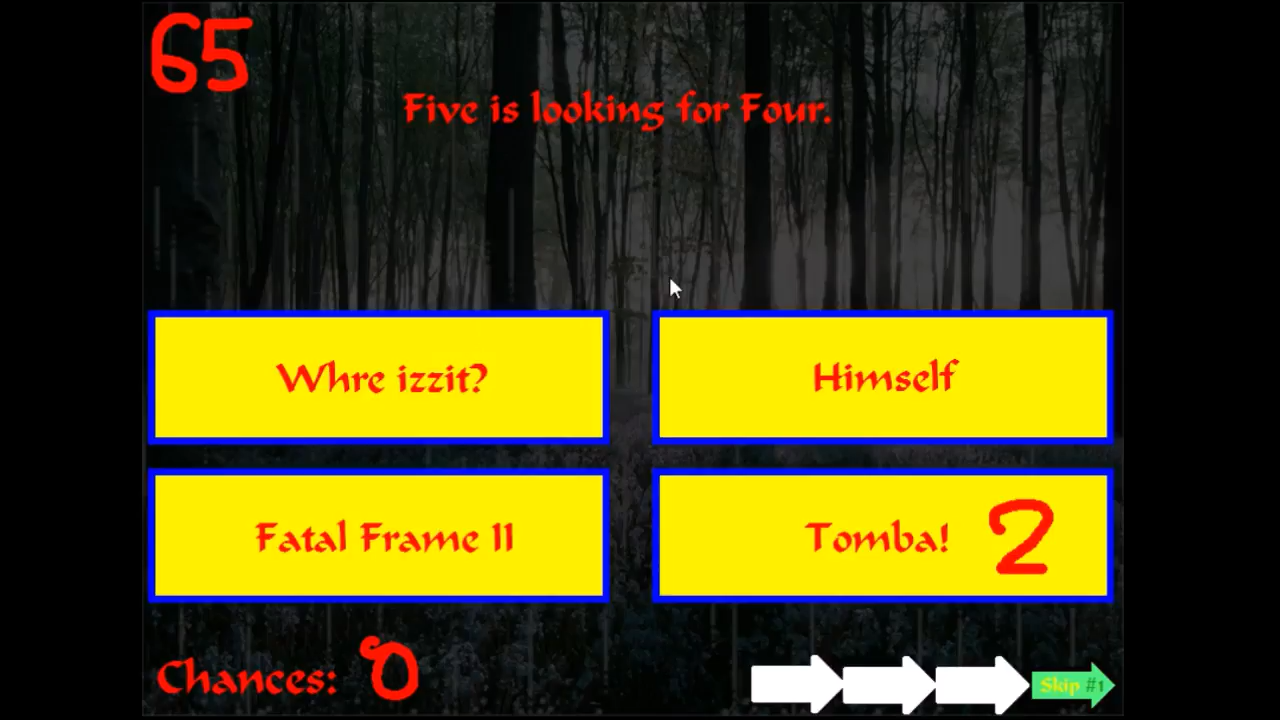 65
Five is looking for Four.
Whre izzit?
Himself
Fatal Frame II
Tomba! 2
Chances: 0
Skip #1